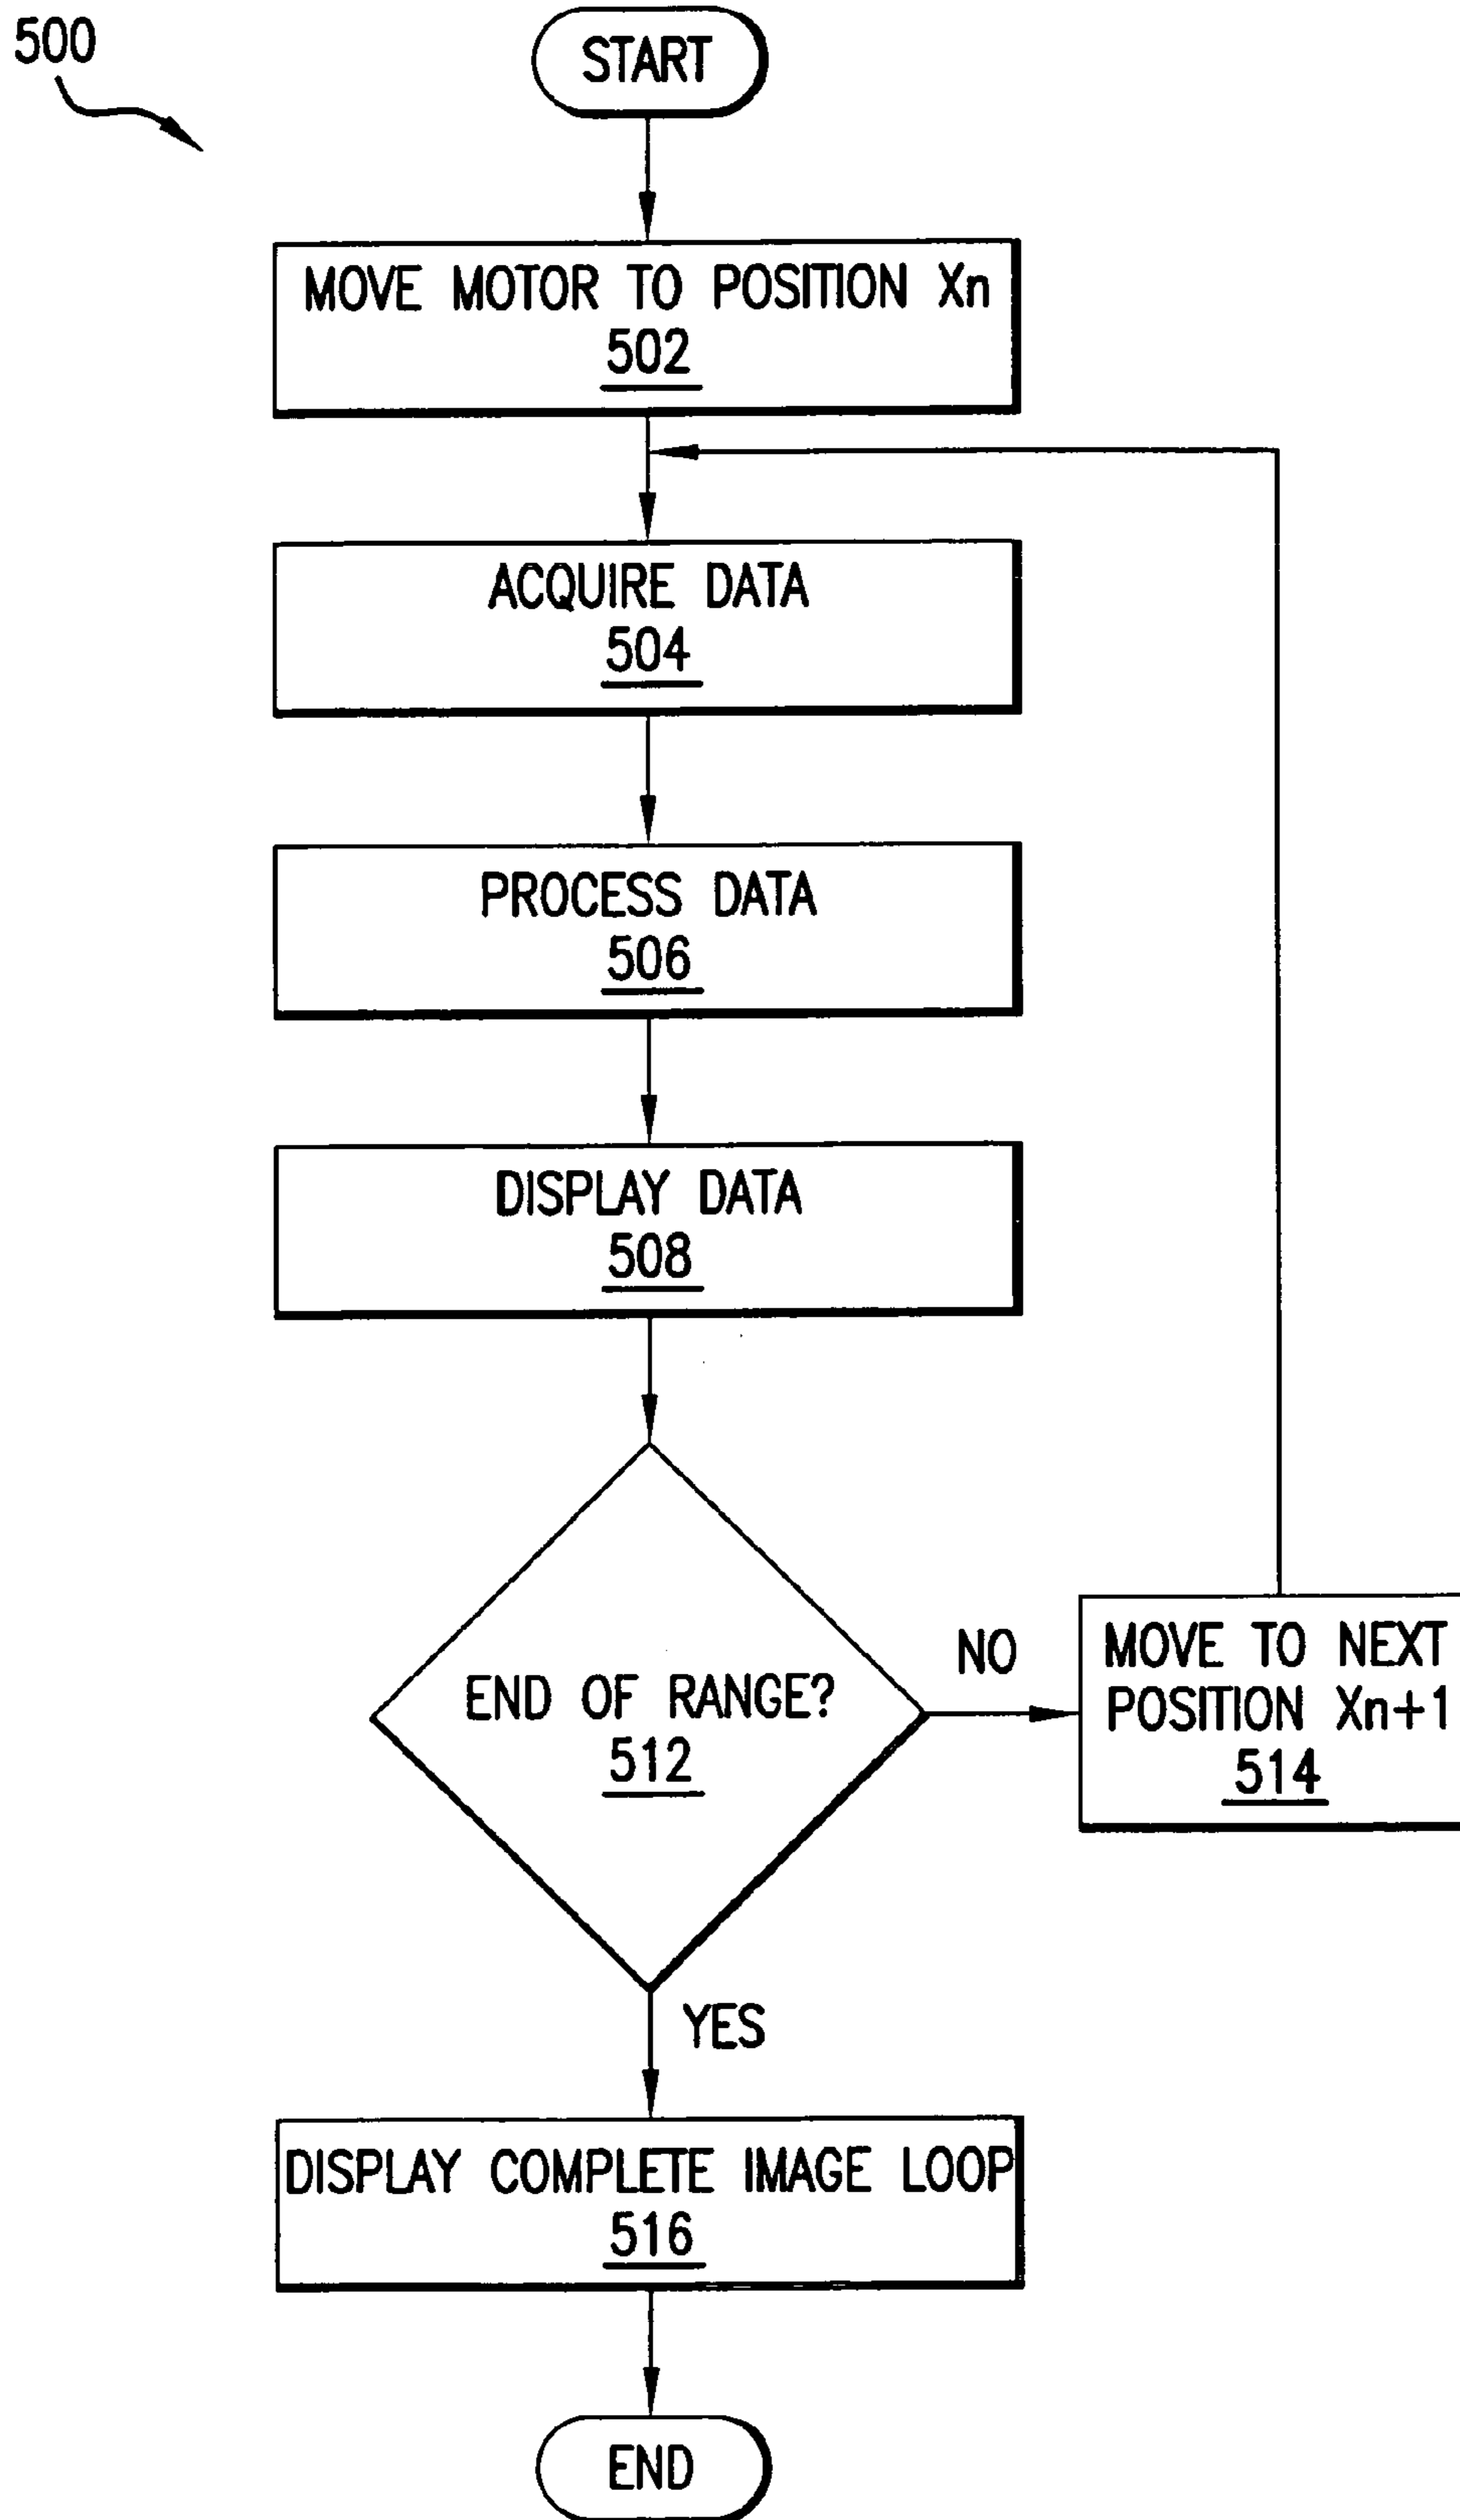 500
START
MOVE MOTOR TO POSITION Xn
502
ACQUIRE DATA
504
PROCESS DATA
506
DISPLAY DATA
508
END OF RANGE?
512
NO
MOVE TO NEXT
POSITION Xn+1
514
YES
DISPLAY COMPLETE IMAGE LOOP
516
END